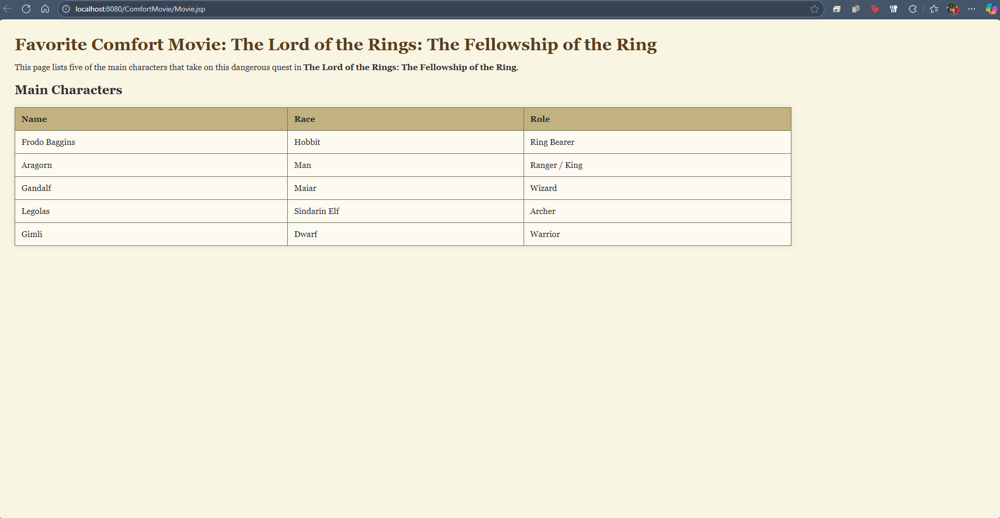 localhost:8080/ComfortMovie/Movie.jsp
Favorite Comfort Movie: The Lord of the Rings: The Fellowship of the Ring
This page lists five of the main characters that take on this dangerous quest in The Lord of the Rings: The Fellowship of the Ring.
Main Characters
Name Race Role
Frodo Baggins Hobbit Ring Bearer
Aragorn Man Ranger / King
Gandalf Maiar Wizard
Legolas Sindarin Elf Archer
Gimli Dwarf Warrior